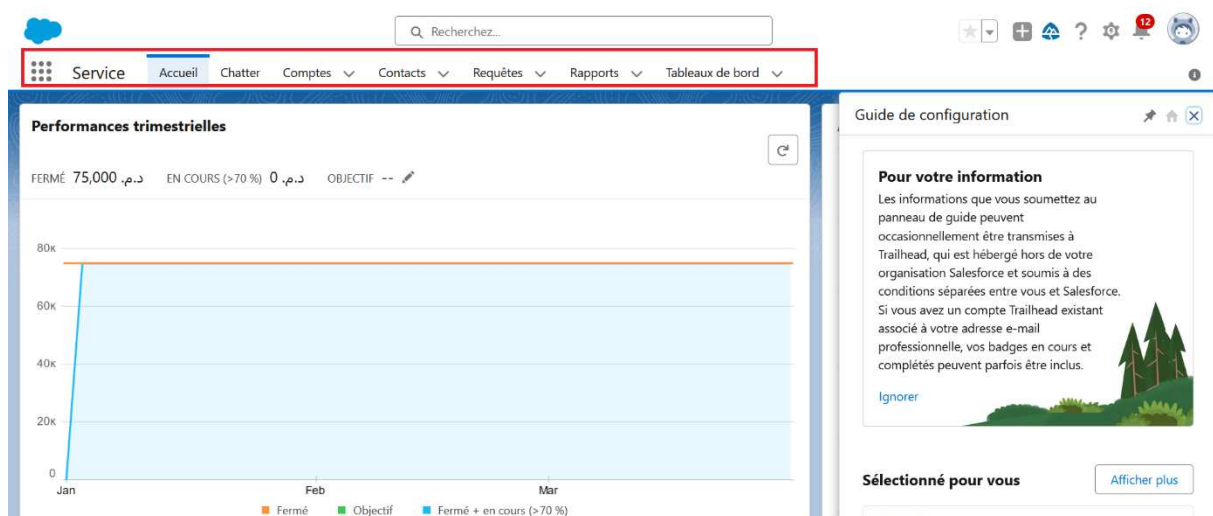 Recherchez...
12
Service Accueil Chatter Comptes Contacts Requêtes Rapports Tableaux de bord
Performances trimestrielles
FERMÉ 75,000 د.م. EN COURS (>70 %) 0 د.م. OBJECTIF --
80K
60K
40K
20K
0
Jan Feb Mar
Fermé Objectif Fermé + en cours (>70 %)
Guide de configuration
Pour votre information
Les informations que vous soumettez au
panneau de guide peuvent
occasionnellement être transmises à
Trailhead, qui est hébergé hors de votre
organisation Salesforce et soumis à des
conditions séparées entre vous et Salesforce.
Si vous avez un compte Trailhead existant
associé à votre adresse e-mail
professionnelle, vos badges en cours et
complétés peuvent parfois être inclus.
Ignorer
Sélectionné pour vous
Afficher plus